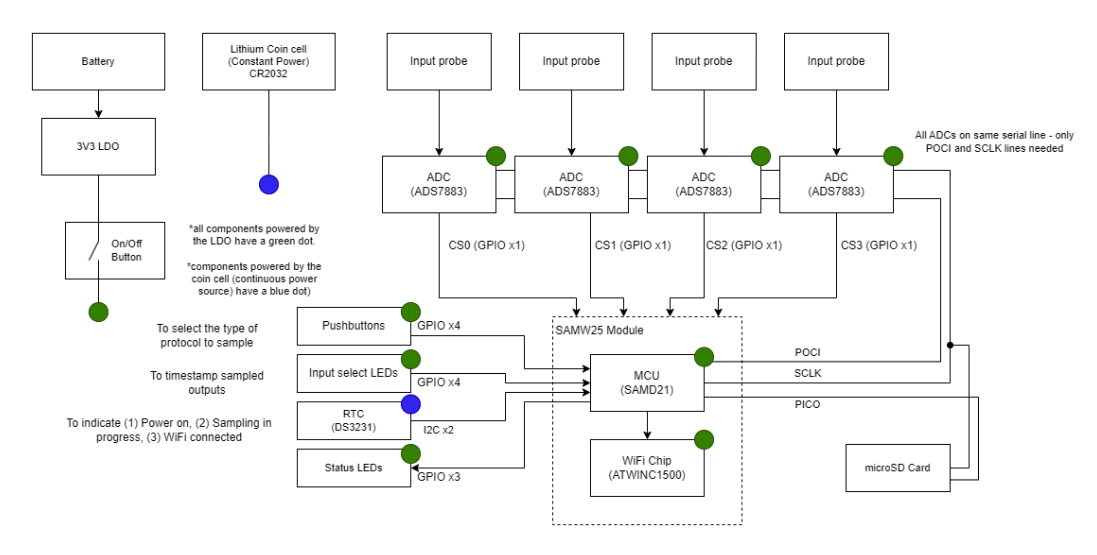 Battery
Lithium Coin cell
(Constant Power)
CR2032
Input probe
Input probe
Input probe
Input probe
3V3 LDO
All ADCs on same serial line - only
POCI and SCLK lines needed
ADC
(ADS7883)
ADC
(ADS7883)
ADC
(ADS7883)
ADC
(ADS7883)
On/Off
Button
*all components powered by
the LDO have a green dot.
*components powered by the
coin cell (continuous power
source) have a blue dot)
CS0 (GPIO x1)
CS1 (GPIO x1)
CS2 (GPIO x1)
CS3 (GPIO x1)
To select the type of
protocol to sample
Pushbuttons
GPIO x4
SAMW25 Module
To timestamp sampled
outputs
Input select LEDs
GPIO x4
MCU
(SAMD21)
POCI
SCLK
PICO
To indicate (1) Power on, (2) Sampling in
progress, (3) WiFi connected
RTC
(DS3231)
I2C x2
Status LEDs
GPIO x3
WiFi Chip
(ATWINC1500)
microSD Card